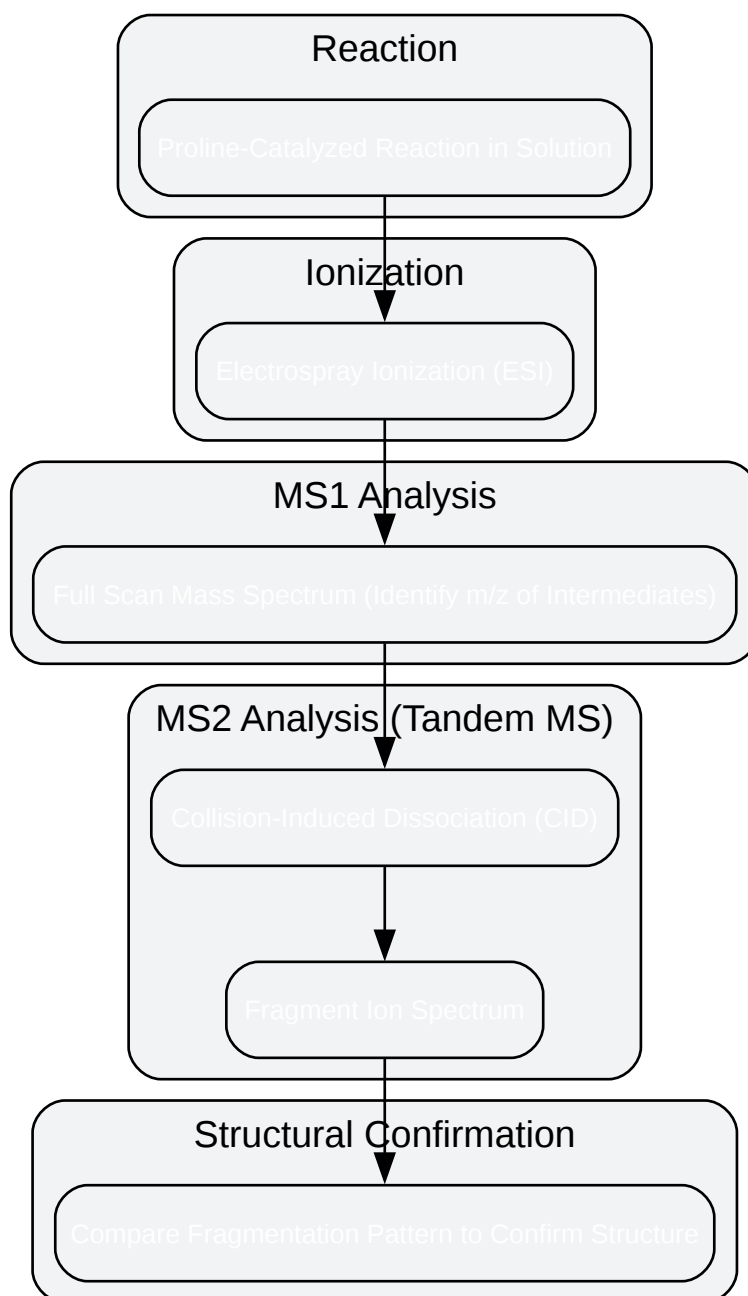 Reaction
Proline-Catalyzed Reaction in Solution
Ionization
Electrospray Ionization (ESI)
MS1 Analysis
Full Scan Mass Spectrum (Identify m/z of Intermediates)
MS2 Analysis (Tandem MS)
Collision-Induced Dissociation (CID)
Fragment Ion Spectrum
Structural Confirmation
Compare Fragmentation Pattern to Confirm Structure